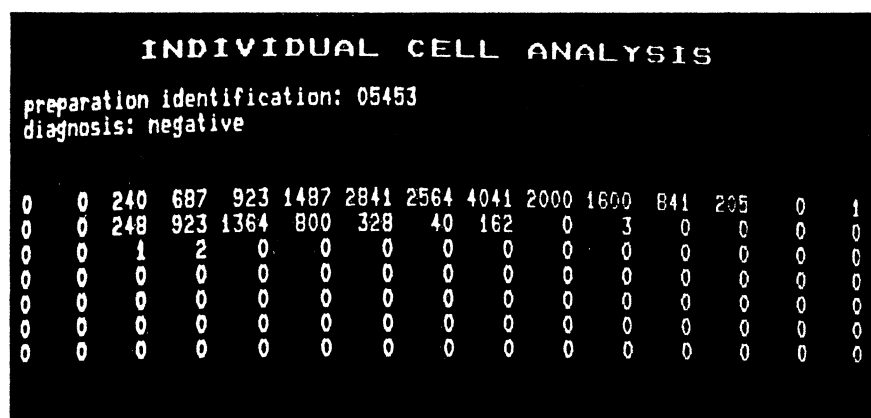 INDIVIDUAL CELL ANALYSIS
preparation identification: 05453
diagnosis: negative
0 0 240 687 923 1487 2841 2564 4041 2000 1600 841 205 0 1
0 0 248 923 1364 800 328 40 162 0 3 0 0 0 0
0 0 1 2 0 0 0 0 0 0 0 0 0 0 0
0 0 0 0 0 0 0 0 0 0 0 0 0 0 0
0 0 0 0 0 0 0 0 0 0 0 0 0 0 0
0 0 0 0 0 0 0 0 0 0 0 0 0 0 0
0 0 0 0 0 0 0 0 0 0 0 0 0 0 0